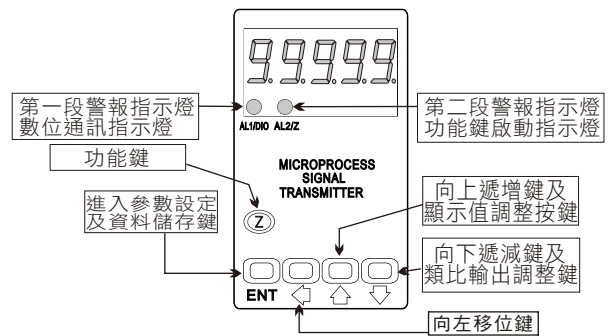 9.9.9.9.9.
第一段警報指示燈
數位通訊指示燈
AL1/DIO AL2/Z
第二段警報指示燈
功能鍵啟動指示燈
功能鍵
MICROPROCESS
SIGNAL
TRANSMITTER
Z
進入參數設定
及資料儲存鍵
向上遞增鍵及
顯示值調整按鍵
向下遞減鍵及
類比輸出調整鍵
ENT
向左移位鍵